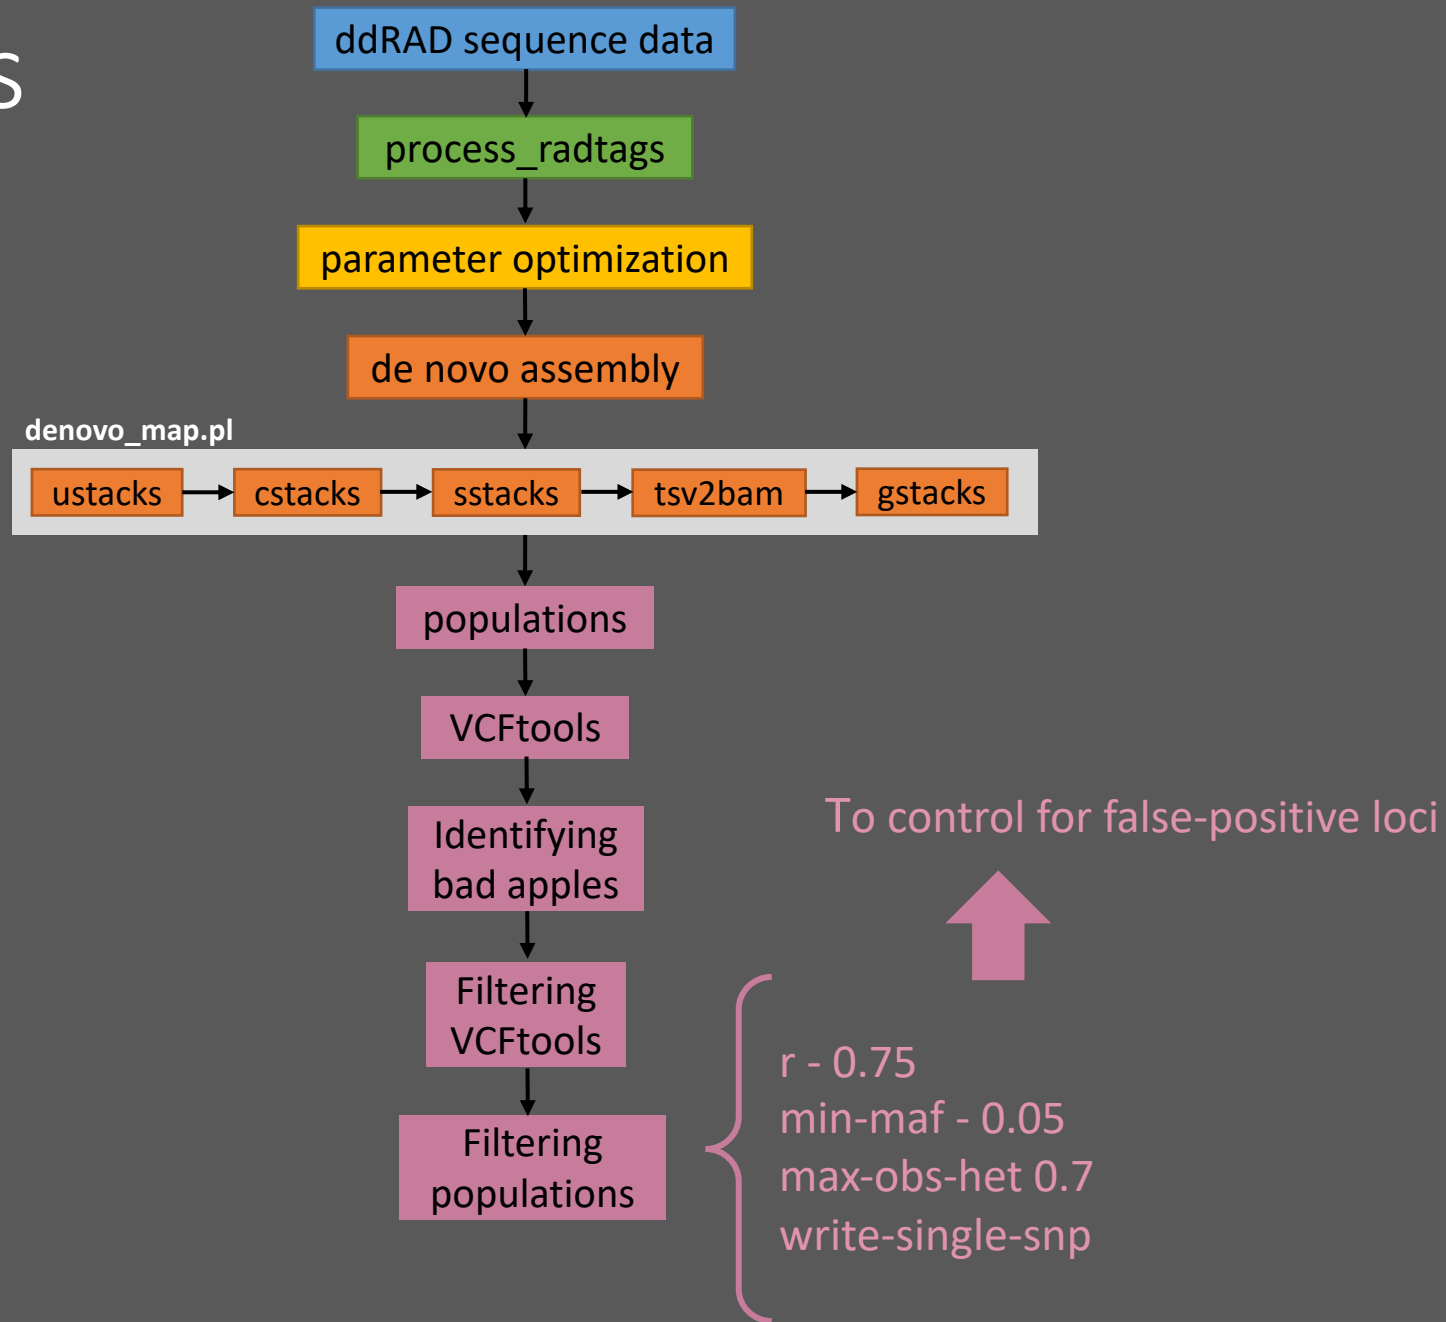 s
ddRAD sequence data
process_radtags
parameter optimization
de novo assembly
denovo_map.pl
ustacks
cstacks
sstacks
tsv2bam
gstacks
populations
VCFtools
Identifying
bad apples
To control for false-positive loci
Filtering
VCFtools
Filtering
populations
r - 0.75
min-maf - 0.05
max-obs-het 0.7
write-single-snp